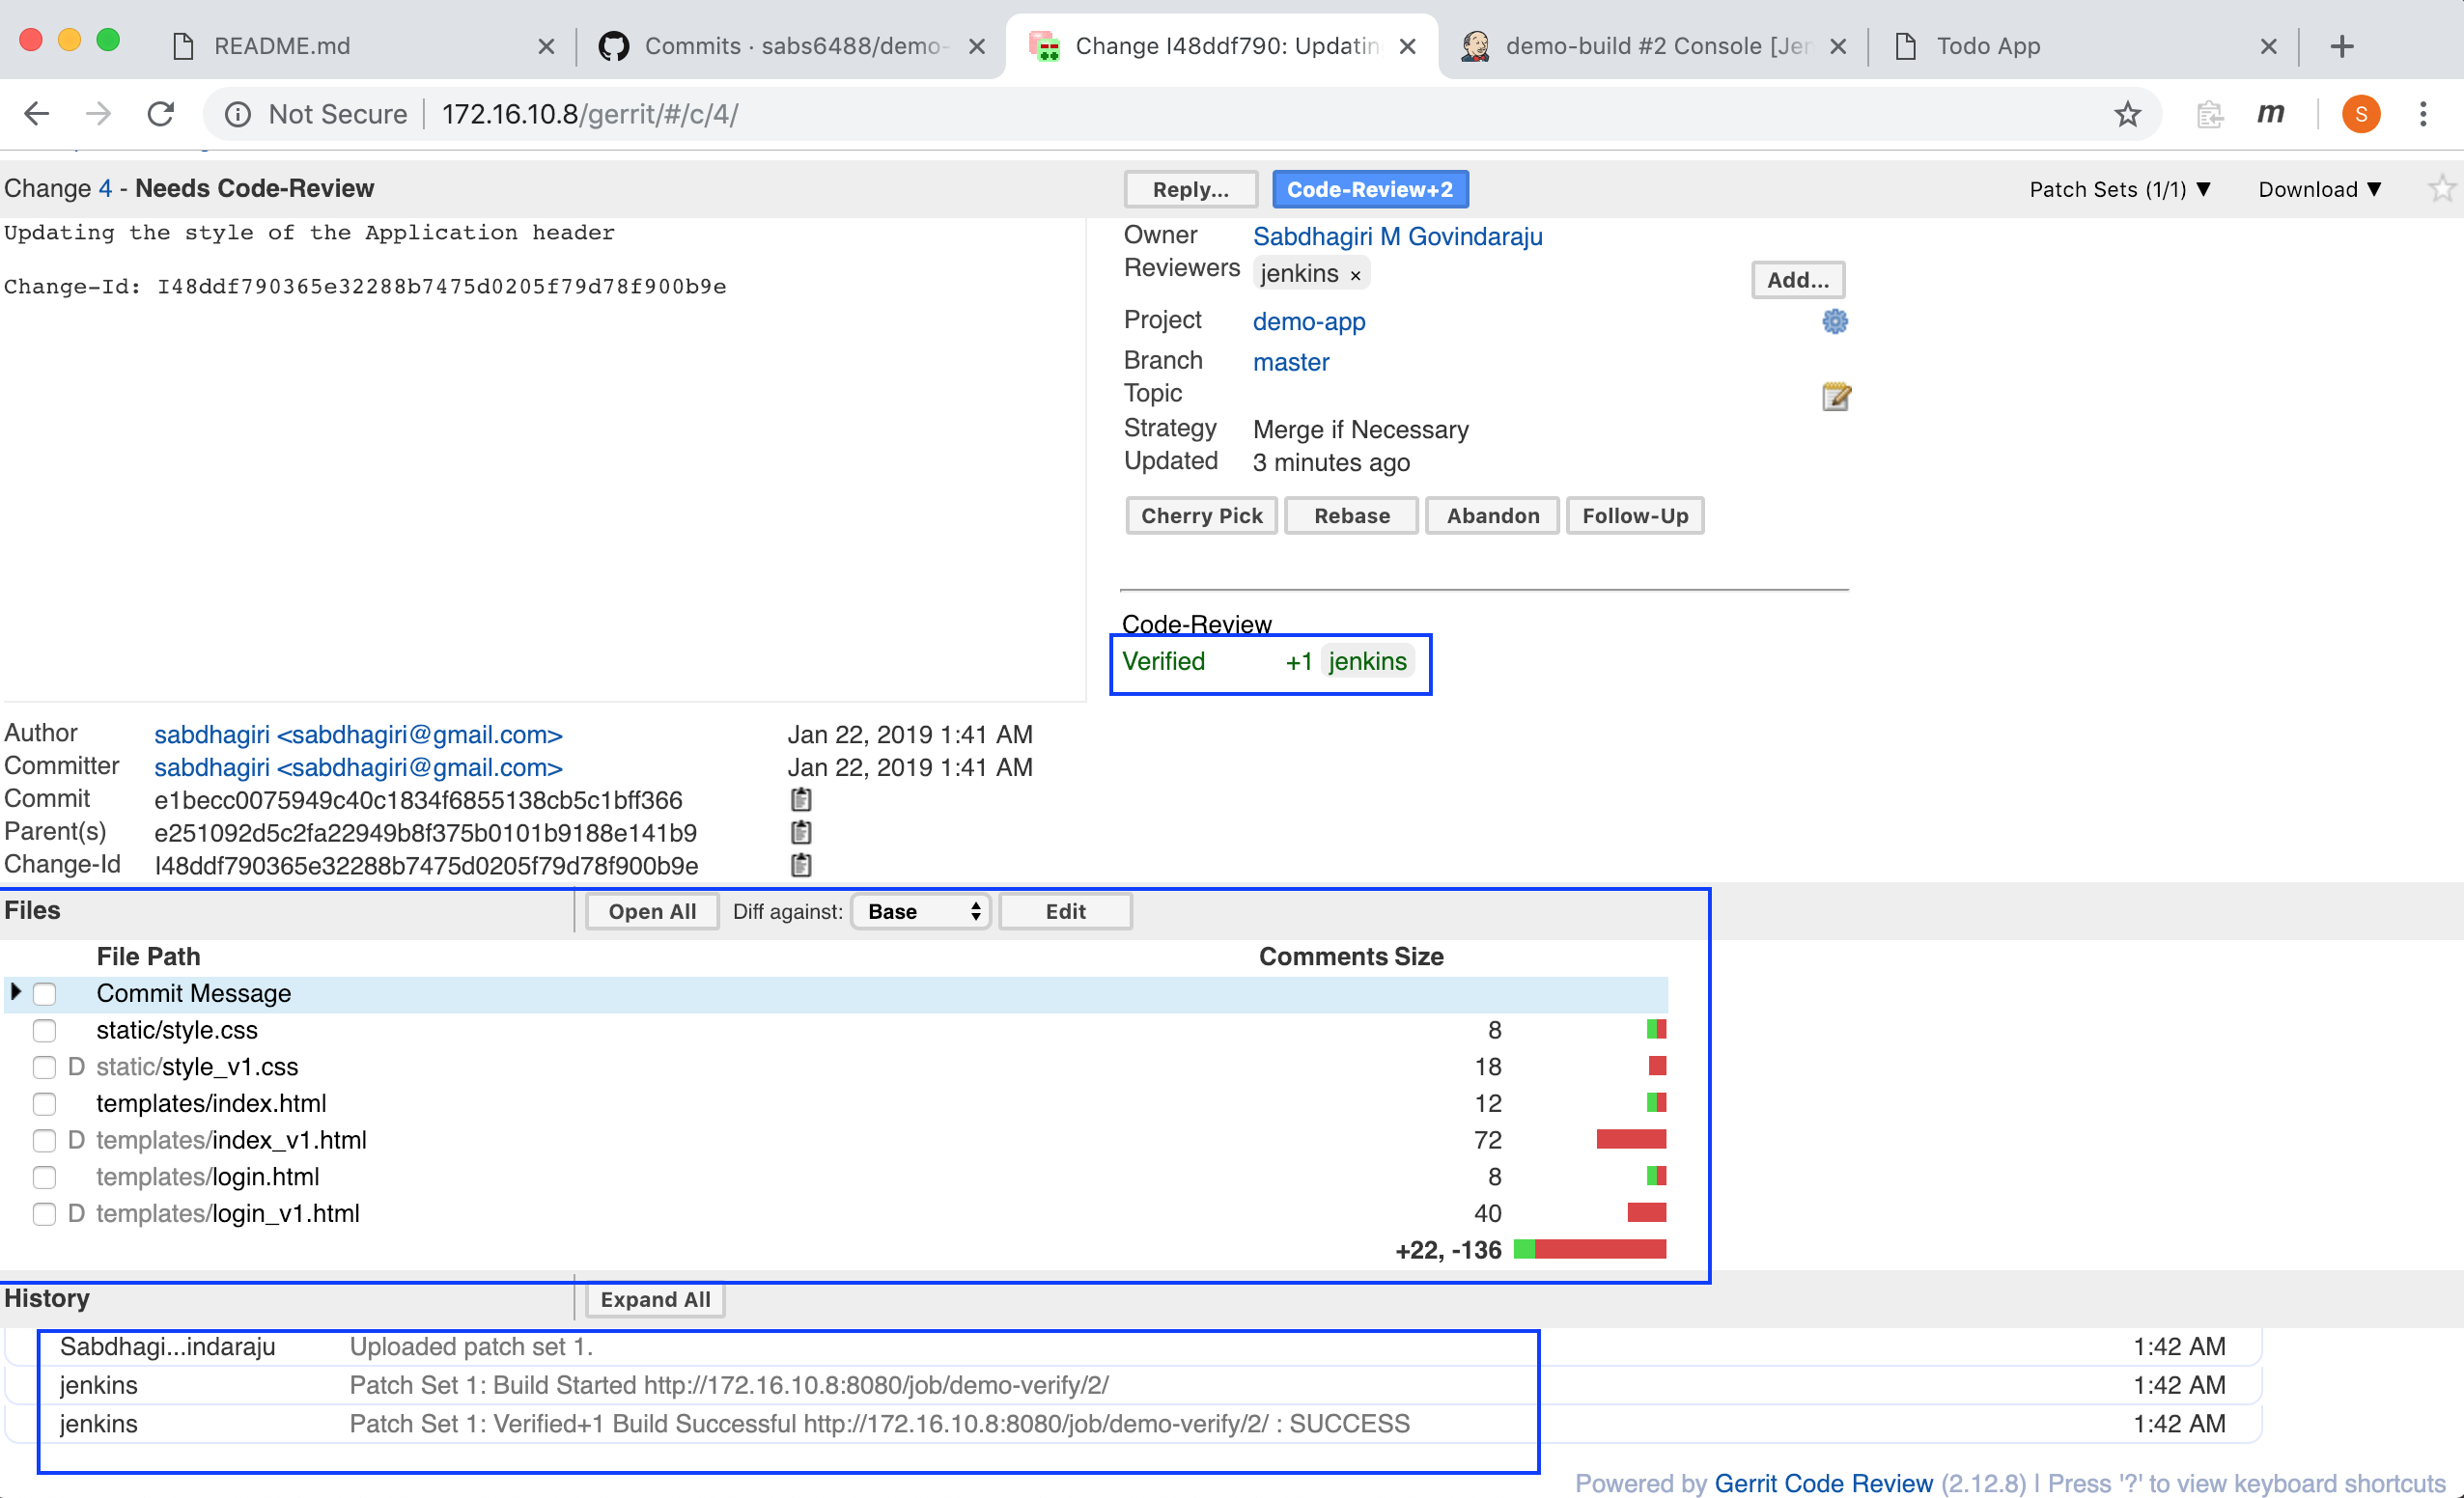 README.md
Commits · sabs6488/demo-
Change I48ddf790: Updatin
demo-build #2 Console [Jen
Todo App
Not Secure
172.16.10.8/gerrit/#/c/4/
m
S
Change 4 - Needs Code-Review
Reply...
Code-Review+2
Patch Sets (1/1) ▼
Download ▼
Updating the style of the Application header
Change-Id: I48ddf790365e32288b7475d0205f79d78f900b9e
Owner Sabdhagiri M Govindaraju
Reviewers jenkins ×
Add...
Project demo-app
Branch master
Topic
Strategy Merge if Necessary
Updated 3 minutes ago
Cherry Pick Rebase Abandon Follow-Up
Code-Review
Verified +1 jenkins
Author sabdhagiri <sabdhagiri@gmail.com> Jan 22, 2019 1:41 AM
Committer sabdhagiri <sabdhagiri@gmail.com> Jan 22, 2019 1:41 AM
Commit e1becc0075949c40c1834f6855138cb5c1bff366
Parent(s) e251092d5c2fa22949b8f375b0101b9188e141b9
Change-Id I48ddf790365e32288b7475d0205f79d78f900b9e
Files Open All Diff against: Base Edit
File Path Comments Size
Commit Message
static/style.css 8
D static/style_v1.css 18
templates/index.html 12
D templates/index_v1.html 72
templates/login.html 8
D templates/login_v1.html 40
+22, -136
History Expand All
Sabdhagi...indaraju Uploaded patch set 1. 1:42 AM
jenkins Patch Set 1: Build Started http://172.16.10.8:8080/job/demo-verify/2/ 1:42 AM
jenkins Patch Set 1: Verified+1 Build Successful http://172.16.10.8:8080/job/demo-verify/2/ : SUCCESS 1:42 AM
Powered by Gerrit Code Review (2.12.8) | Press '?' to view keyboard shortcuts